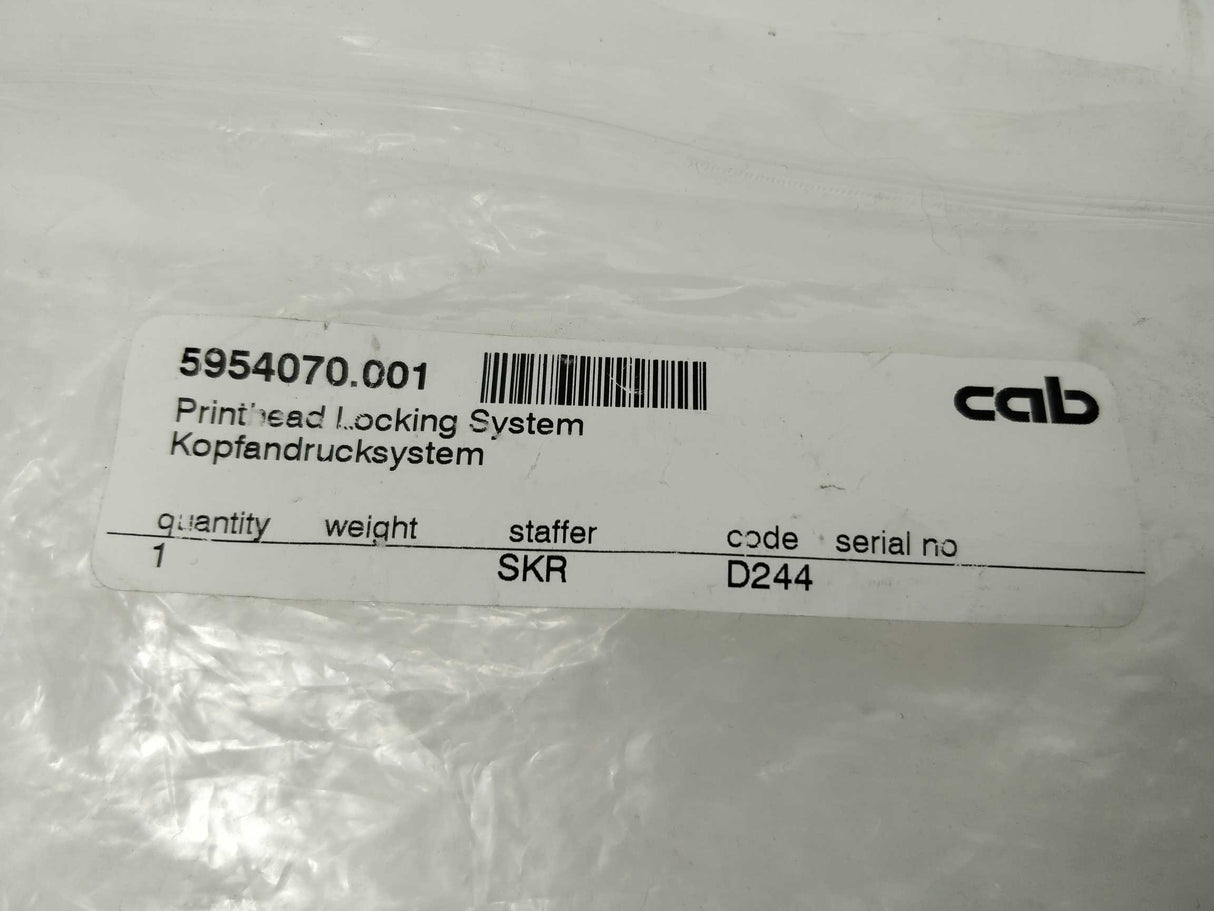 5954070.001
cab
Printhead Locking System
Kopfandrucksystem
quantity weight staffer code serial no
1 SKR D244